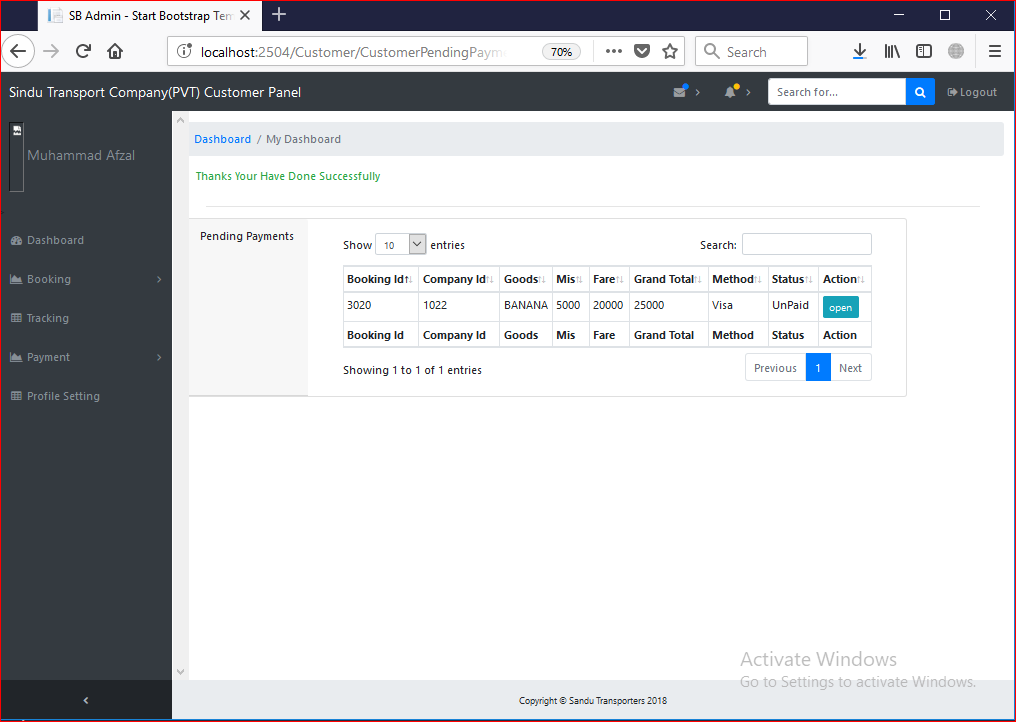 SB Admin - Start Bootstrap Tem
localhost:2504/Customer/CustomerPendingPayme
70%
Search
Sindu Transport Company(PVT) Customer Panel
Search for...
Logout
Muhammad Afzal
Dashboard
Booking
Tracking
Payment
Profile Setting
Dashboard / My Dashboard
Thanks Your Have Done Successfully
Pending Payments
Show 10 entries
Search:
Booking Id Company Id Goods Mis Fare Grand Total Method Status Action
3020 1022 BANANA 5000 20000 25000 Visa UnPaid open
Booking Id Company Id Goods Mis Fare Grand Total Method Status Action
Showing 1 to 1 of 1 entries
Previous 1 Next
Activate Windows
Go to Settings to activate Windows.
Copyright © Sandu Transporters 2018